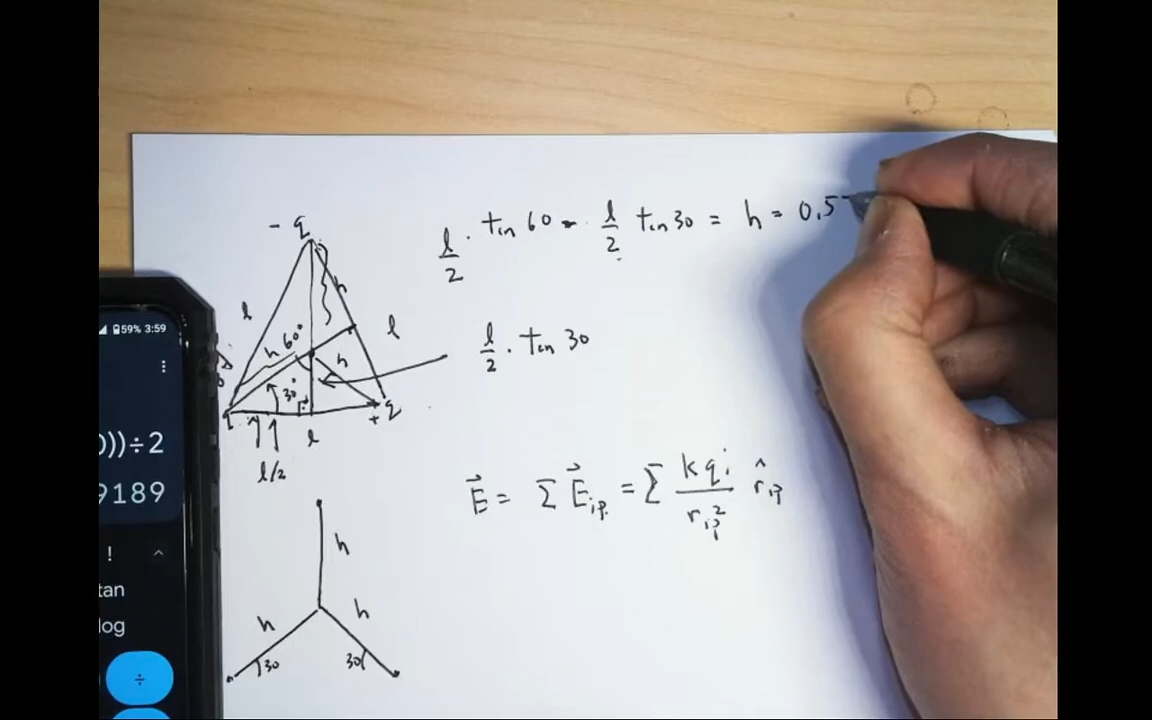 59% 3:59
))÷2
9189
!
tan
log
÷
- q
l
h
l
h 60°
h
30°
+ q
l
l/2
l/2 · tan 60 - l/2 tan 30 = h = 0.5
l/2 · tan 30
E⃗ = Σ E⃗ip = Σ kqi/rip² r̂ip
h
h
h
30
30